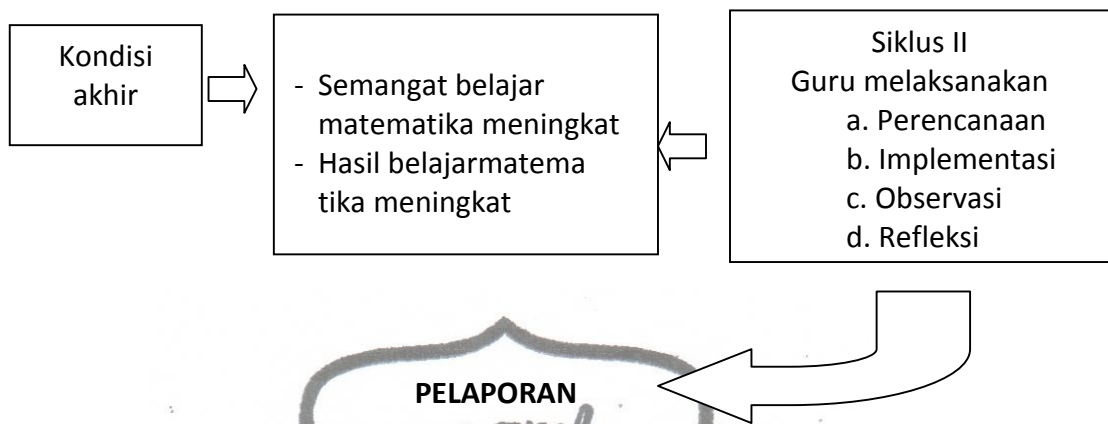 Kondisi
akhir
- Semangat belajar
matematika meningkat
- Hasil belajarmatema
tika meningkat
Siklus II
Guru melaksanakan
a. Perencanaan
b. Implementasi
c. Observasi
d. Refleksi
PELAPORAN